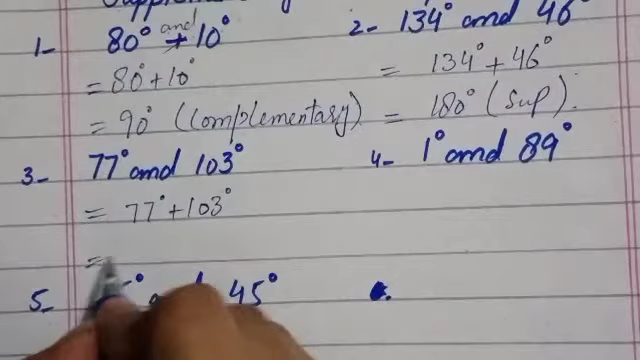 1- 80° and 10°
= 80°+10°
= 90° (Complementary)
2- 134° and 46°
= 134°+46°
= 180° (Sup).
3- 77° and 103°
= 77°+103°
=
4- 1° and 89°
5- 45°